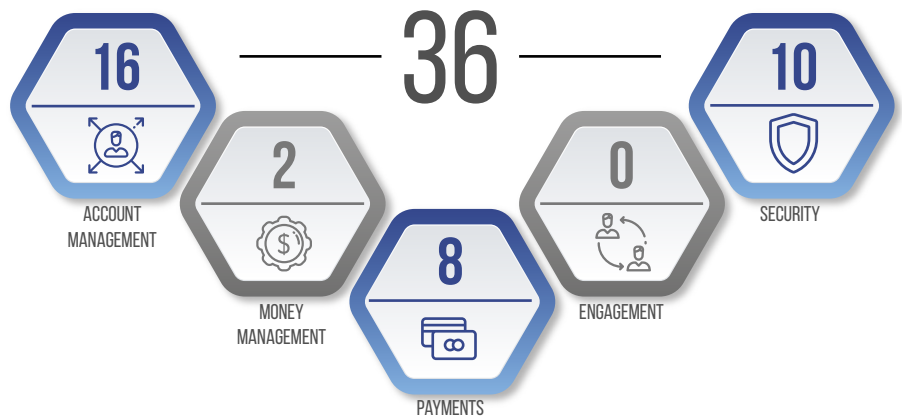 36
16
ACCOUNT
MANAGEMENT
2
$
MONEY
MANAGEMENT
8
PAYMENTS
0
ENGAGEMENT
10
SECURITY